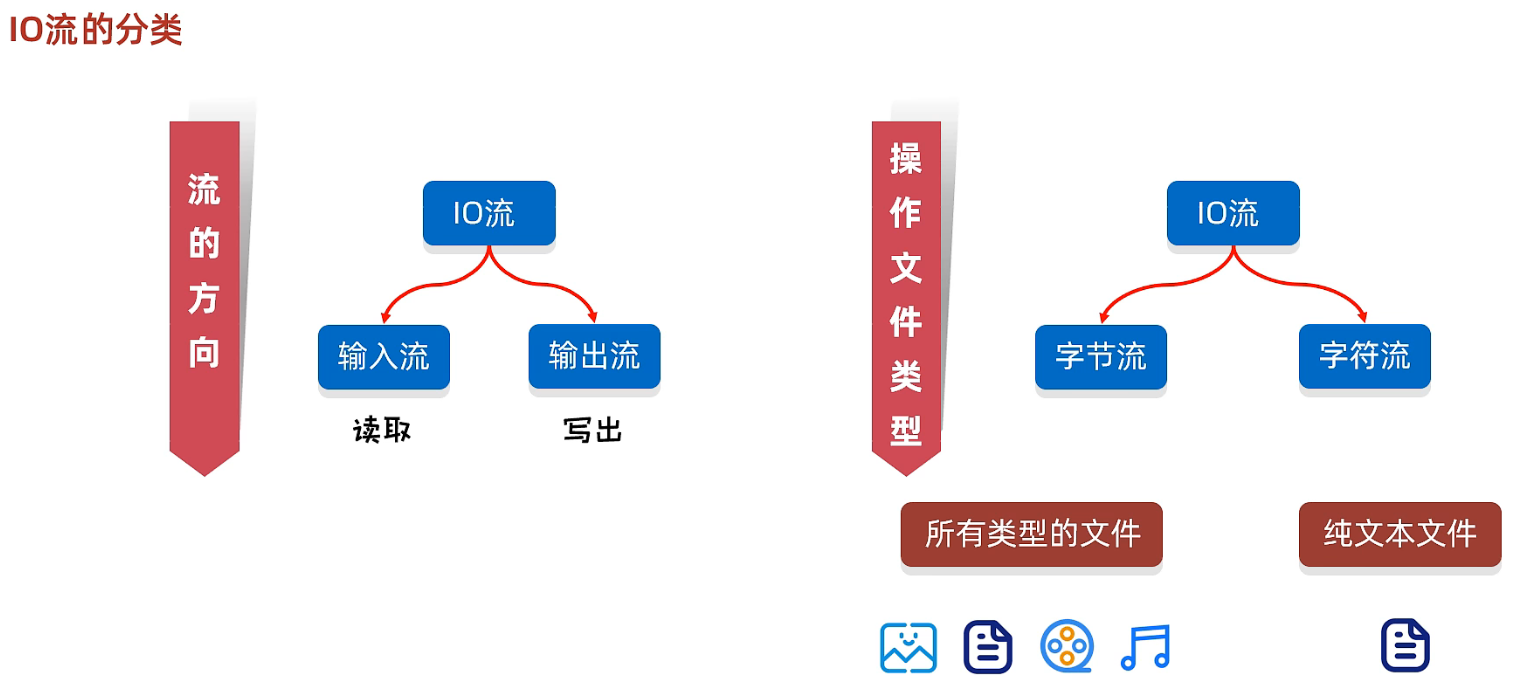 IO流的分类
流的方向
IO流
输入流
输出流
读取
写出
操作文件类型
IO流
字节流
字符流
所有类型的文件
纯文本文件